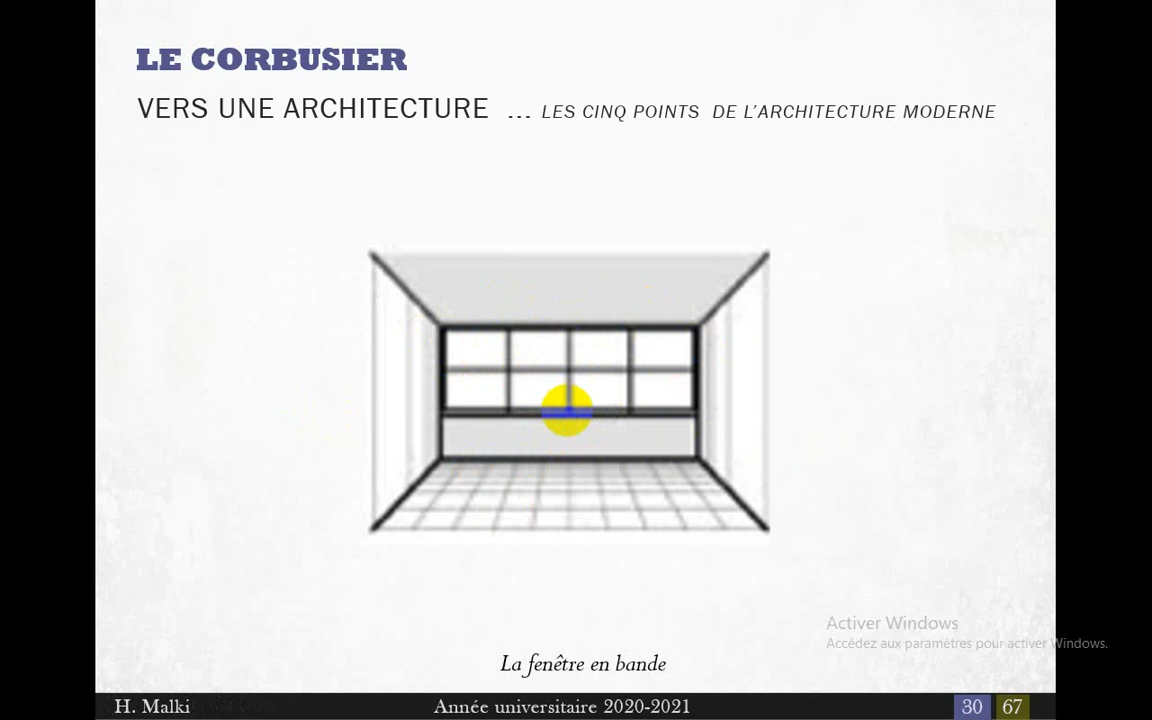 LE CORBUSIER
VERS UNE ARCHITECTURE ... LES CINQ POINTS DE L'ARCHITECTURE MODERNE
Activer Windows
Accédez aux paramètres pour activer Windows.
La fenêtre en bande
H. Malki Année universitaire 2020-2021 30 67